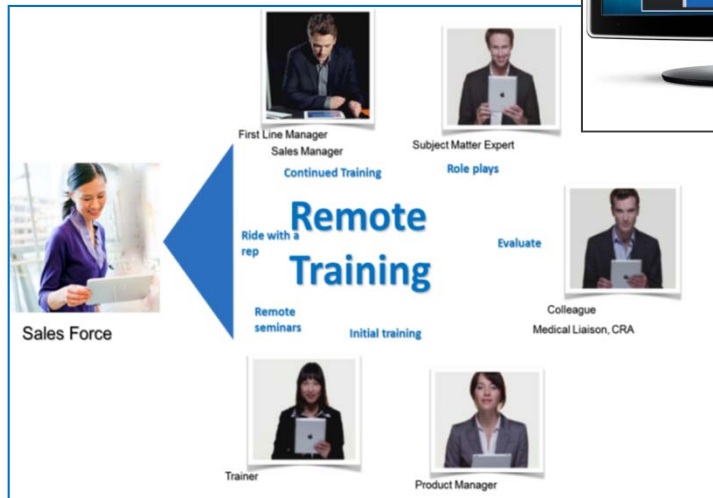 First Line Manager
Sales Manager
Subject Matter Expert
Continued Training
Role plays
Remote
Training
Ride with a
rep
Evaluate
Colleague
Medical Liaison, CRA
Sales Force
Remote
seminars
Initial training
Trainer
Product Manager